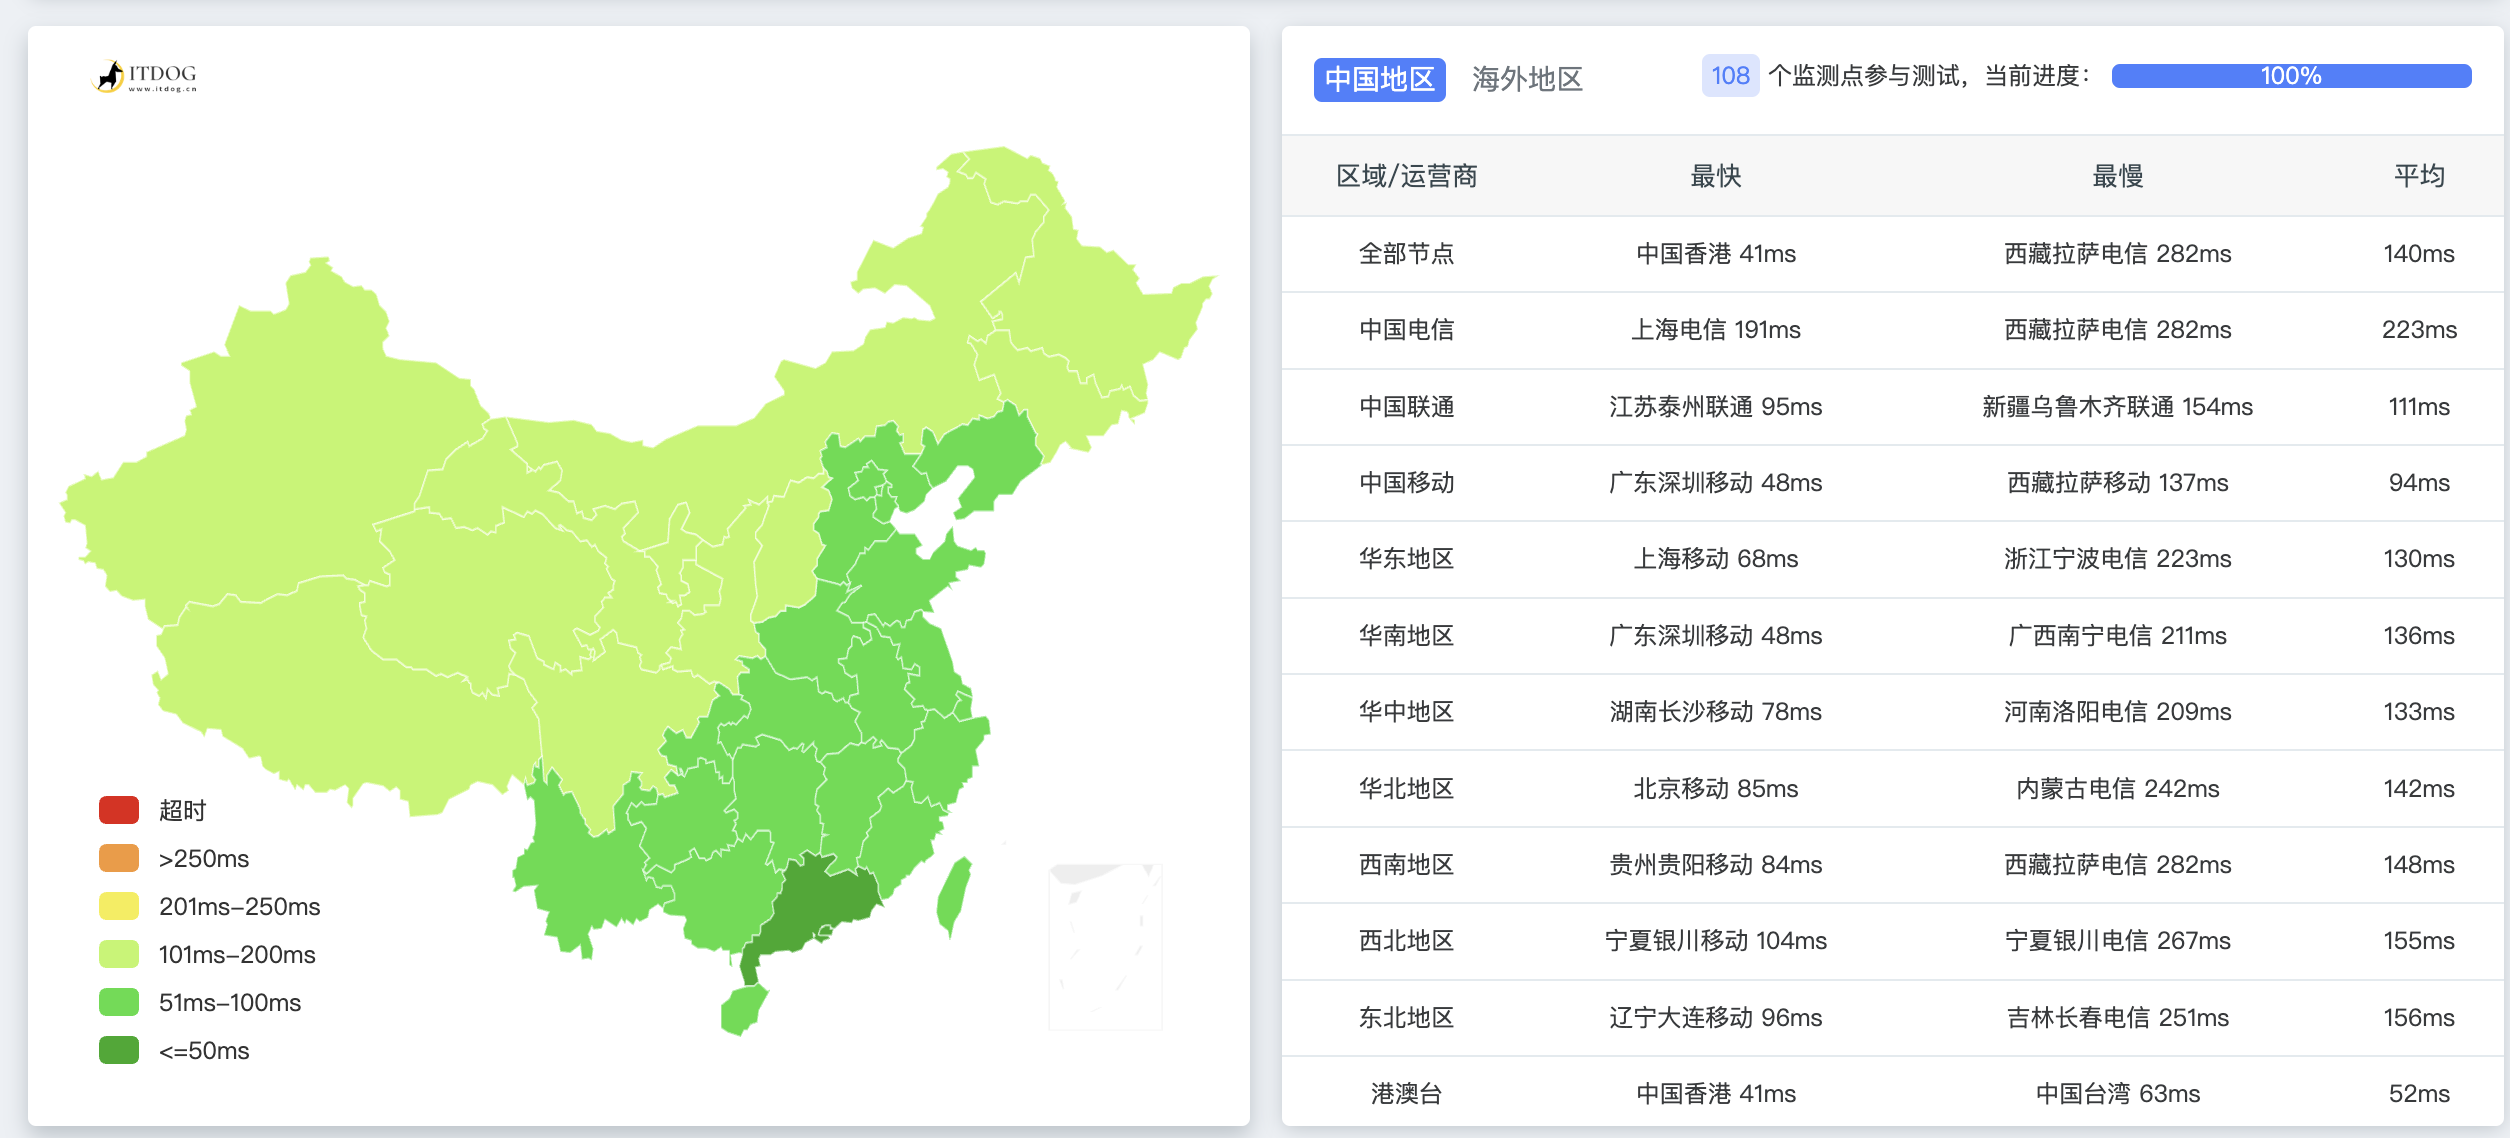 ITDOG
www.itdog.cn
超时
>250ms
201ms-250ms
101ms-200ms
51ms-100ms
<=50ms
中国地区 海外地区 108 个监测点参与测试，当前进度： 100%
区域/运营商 最快 最慢 平均
全部节点 中国香港 41ms 西藏拉萨电信 282ms 140ms
中国电信 上海电信 191ms 西藏拉萨电信 282ms 223ms
中国联通 江苏泰州联通 95ms 新疆乌鲁木齐联通 154ms 111ms
中国移动 广东深圳移动 48ms 西藏拉萨移动 137ms 94ms
华东地区 上海移动 68ms 浙江宁波电信 223ms 130ms
华南地区 广东深圳移动 48ms 广西南宁电信 211ms 136ms
华中地区 湖南长沙移动 78ms 河南洛阳电信 209ms 133ms
华北地区 北京移动 85ms 内蒙古电信 242ms 142ms
西南地区 贵州贵阳移动 84ms 西藏拉萨电信 282ms 148ms
西北地区 宁夏银川移动 104ms 宁夏银川电信 267ms 155ms
东北地区 辽宁大连移动 96ms 吉林长春电信 251ms 156ms
港澳台 中国香港 41ms 中国台湾 63ms 52ms